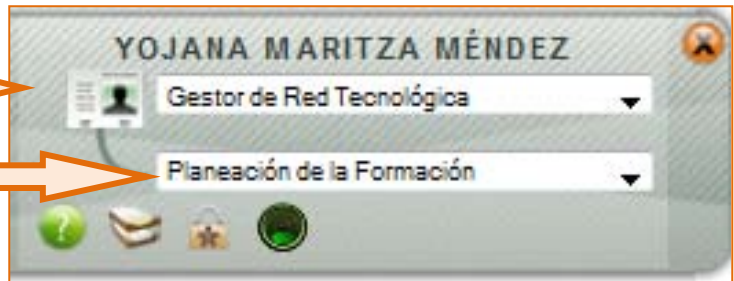 YOJANA MARITZA MÉNDEZ
Gestor de Red Tecnológica
Planeación de la Formación